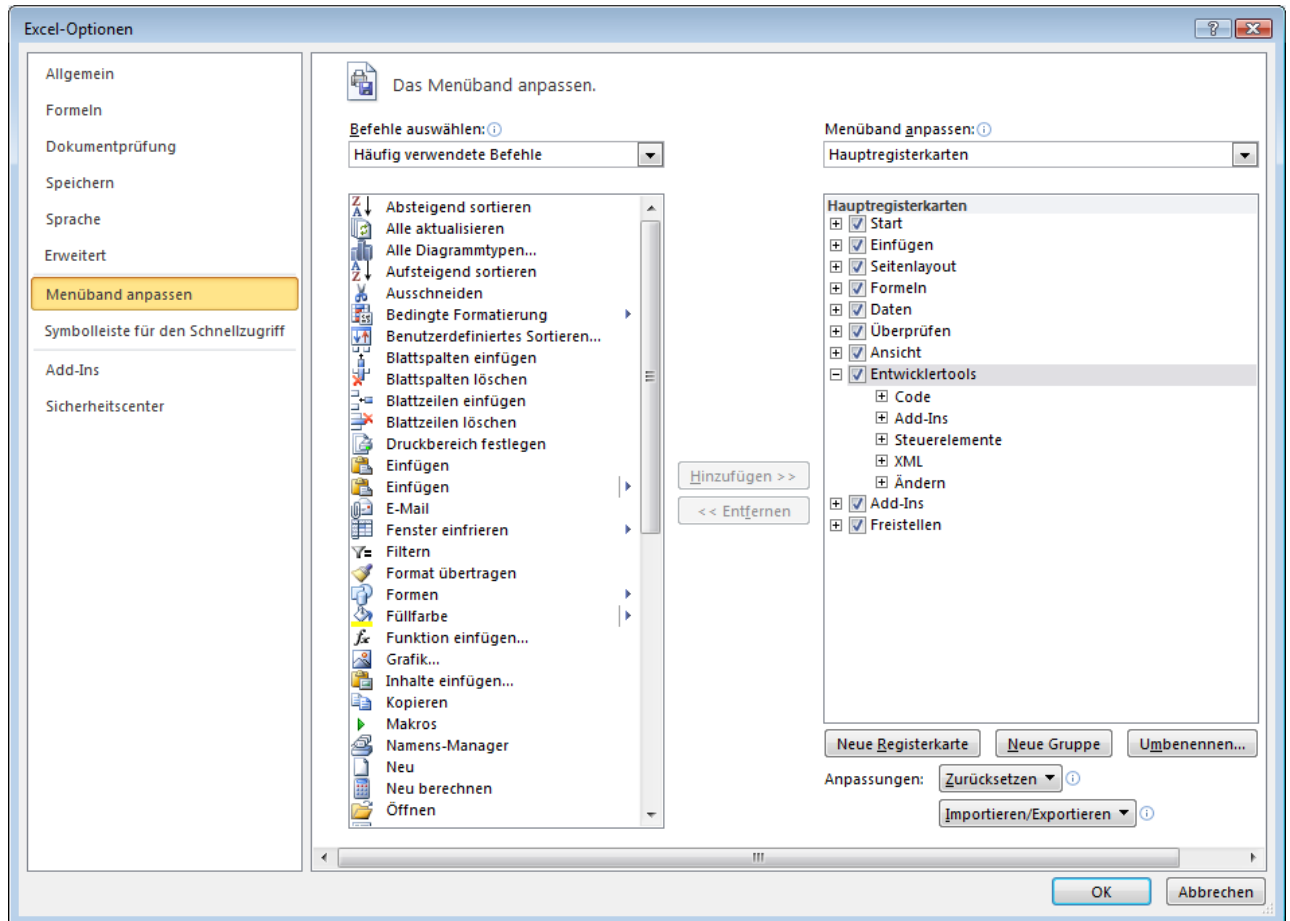 Excel-Optionen
Allgemein
Formeln
Dokumentprüfung
Speichern
Sprache
Erweitert
Menüband anpassen
Symbolleiste für den Schnellzugriff
Add-Ins
Sicherheitscenter
Das Menüband anpassen.
Befehle auswählen:
Häufig verwendete Befehle
Absteigend sortieren
Alle aktualisieren
Alle Diagrammtypen...
Aufsteigend sortieren
Ausschneiden
Bedingte Formatierung
Benutzerdefiniertes Sortieren...
Blattspalten einfügen
Blattspalten löschen
Blattzeilen einfügen
Blattzeilen löschen
Druckbereich festlegen
Einfügen
Einfügen
E-Mail
Fenster einfrieren
Filtern
Format übertragen
Formen
Füllfarbe
Funktion einfügen...
Grafik...
Inhalte einfügen...
Kopieren
Makros
Namens-Manager
Neu
Neu berechnen
Öffnen
Hinzufügen >>
<< Entfernen
Menüband anpassen:
Hauptregisterkarten
Hauptregisterkarten
Start
Einfügen
Seitenlayout
Formeln
Daten
Überprüfen
Ansicht
Entwicklertools
Code
Add-Ins
Steuerelemente
XML
Ändern
Add-Ins
Freistellen
Neue Registerkarte Neue Gruppe Umbenennen...
Anpassungen: Zurücksetzen
Importieren/Exportieren
OK Abbrechen